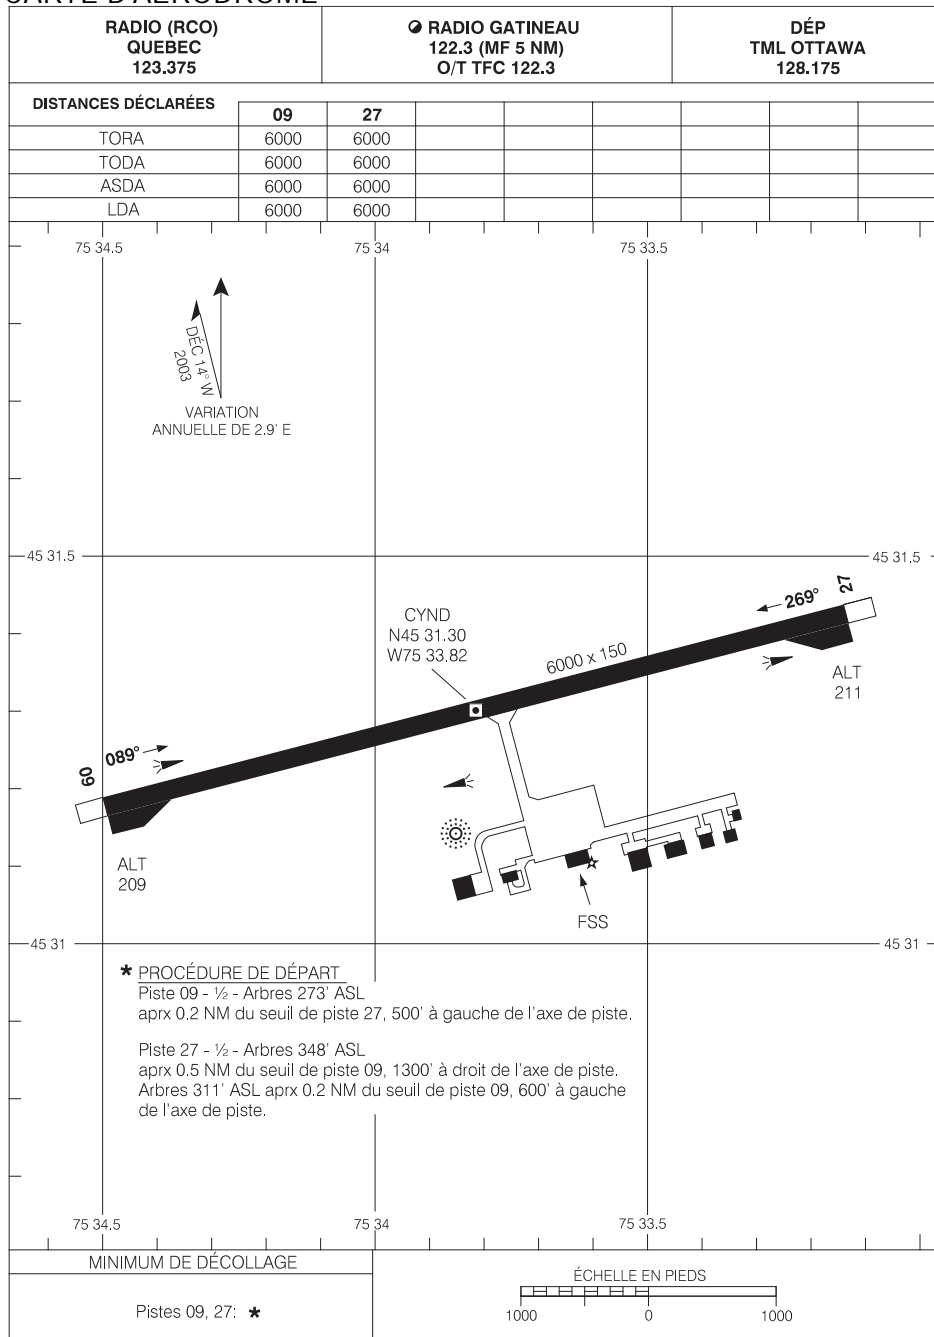 CARTE D'AÉRODROME
RADIO (RCO)
QUEBEC
123.375
RADIO GATINEAU
122.3 (MF 5 NM)
O/T TFC 122.3
DÉP
TML OTTAWA
128.175
DISTANCES DÉCLARÉES
09 27
TORA 6000 6000
TODA 6000 6000
ASDA 6000 6000
LDA 6000 6000
75 34.5 75 34 75 33.5
DÉC 14° W
2003
VARIATION
ANNUELLE DE 2.9' E
45 31.5 45 31.5
27
269°
CYND
N45 31.30
W75 33.82
6000 x 150
ALT
211
089°
09
ALT
209
FSS
45 31 45 31
* PROCÉDURE DE DÉPART
Piste 09 - ½ - Arbres 273' ASL
aprx 0.2 NM du seuil de piste 27, 500' à gauche de l'axe de piste.
Piste 27 - ½ - Arbres 348' ASL
aprx 0.5 NM du seuil de piste 09, 1300' à droit de l'axe de piste.
Arbres 311' ASL aprx 0.2 NM du seuil de piste 09, 600' à gauche
de l'axe de piste.
75 34.5 75 34 75 33.5
MINIMUM DE DÉCOLLAGE
Pistes 09, 27: *
ÉCHELLE EN PIEDS
1000 0 1000